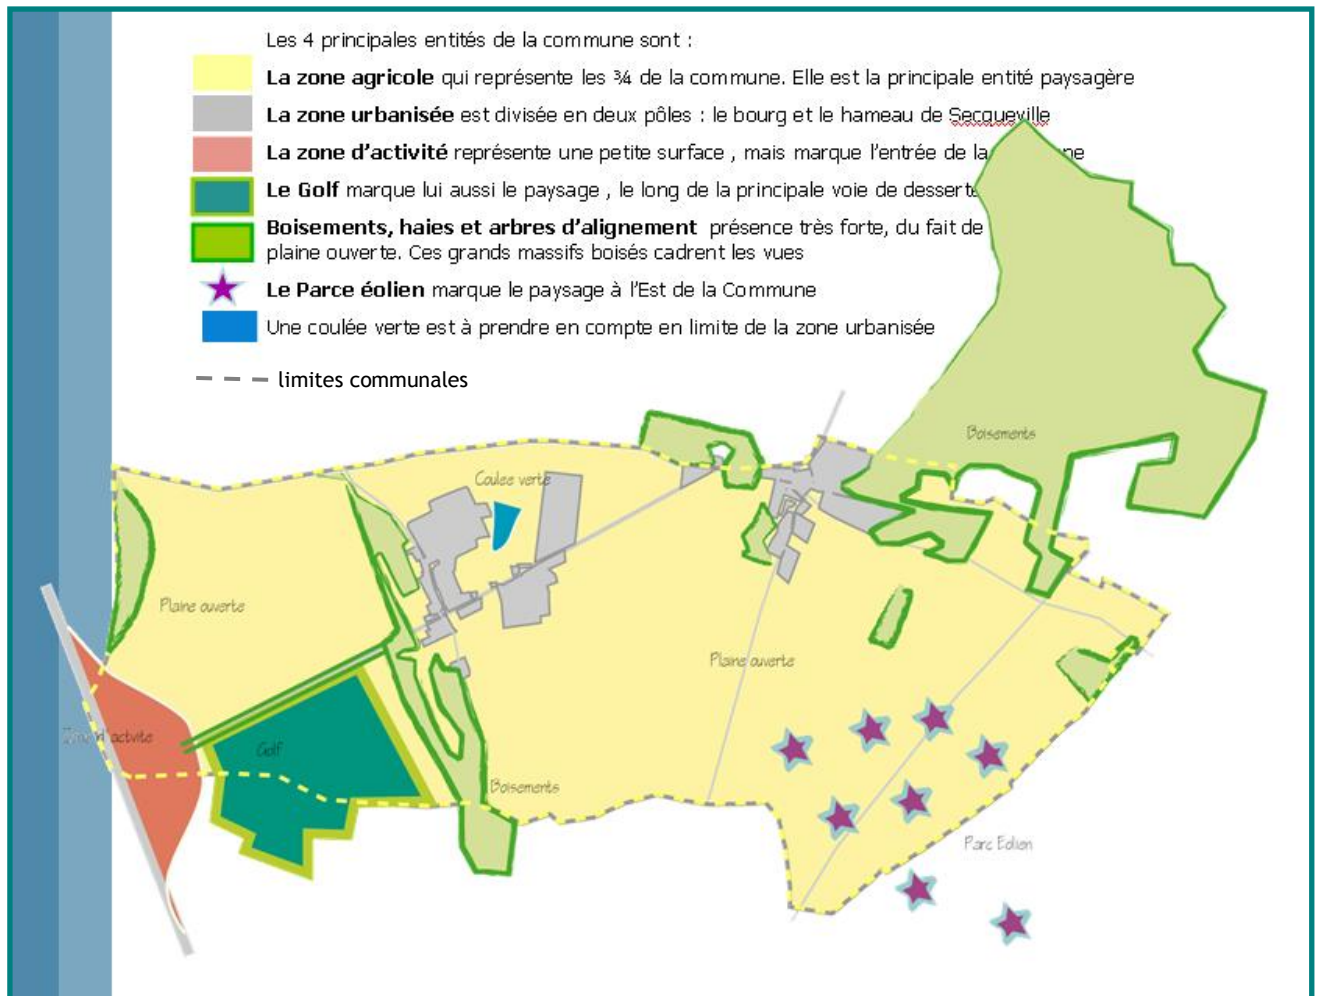 Les 4 principales entités de la commune sont :
La zone agricole qui représente les ¾ de la commune. Elle est la principale entité paysagère
La zone urbanisée est divisée en deux pôles : le bourg et le hameau de Secqueville
La zone d'activité représente une petite surface , mais marque l'entrée de la
Le Golf marque lui aussi le paysage , le long de la principale voie de desserte
Boisements, haies et arbres d'alignement présence très forte, du fait de
plaine ouverte. Ces grands massifs boisés cadrent les vues
Le Parce éolien marque le paysage à l'Est de la Commune
Une coulée verte est à prendre en compte en limite de la zone urbanisée
limites communales
Boisements
Coulee verte
Plaine ouverte
Plaine ouverte
Zone d'activite
Golf
Boisements
Parc Eolien